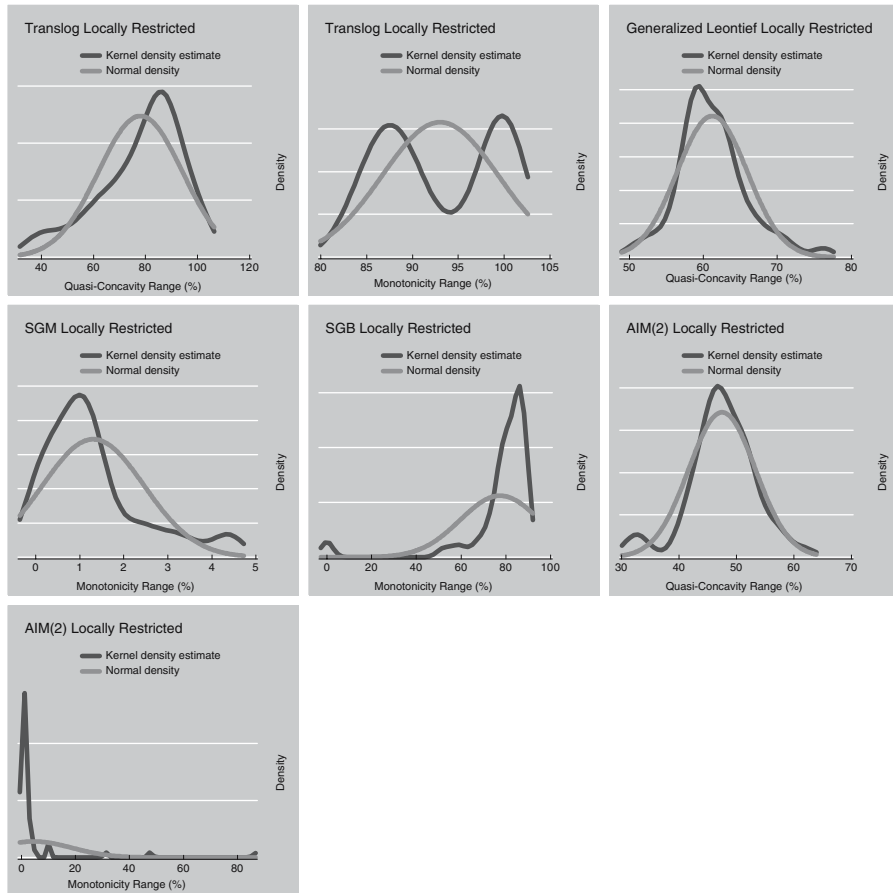 Translog Locally Restricted
Kernel density estimate
Normal density
Density
40 60 80 100 120
Quasi-Concavity Range (%)
Translog Locally Restricted
Kernel density estimate
Normal density
Density
80 85 90 95 100 105
Monotonicity Range (%)
Generalized Leontief Locally Restricted
Kernel density estimate
Normal density
50 60 70 80
Quasi-Concavity Range (%)
SGM Locally Restricted
Kernel density estimate
Normal density
Density
0 1 2 3 4 5
Monotonicity Range (%)
SGB Locally Restricted
Kernel density estimate
Normal density
Density
0 20 40 60 80 100
Monotonicity Range (%)
AIM(2) Locally Restricted
Kernel density estimate
Normal density
30 40 50 60 70
Quasi-Concavity Range (%)
AIM(2) Locally Restricted
Kernel density estimate
Normal density
Density
0 20 40 60 80
Monotonicity Range (%)